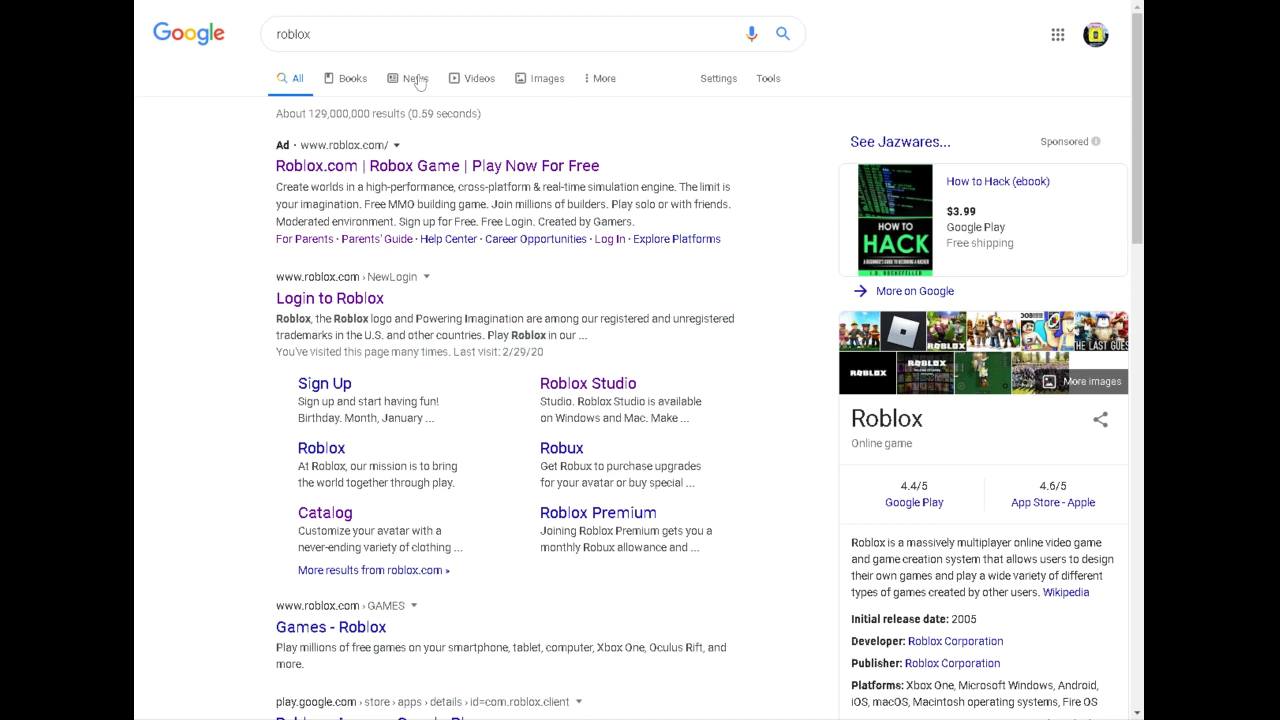 Google
roblox
All Books News Videos Images More Settings Tools
About 129,000,000 results (0.59 seconds)
Ad · www.roblox.com/
Roblox.com | Robox Game | Play Now For Free
Create worlds in a high-performance, cross-platform & real-time simulation engine. The limit is
your imagination. Free MMO building game. Join millions of builders. Play solo or with friends.
Moderated environment. Sign up for Free. Free Login. Created by Gamers.
For Parents · Parents' Guide · Help Center · Career Opportunities · Log In · Explore Platforms
www.roblox.com › NewLogin
Login to Roblox
Roblox, the Roblox logo and Powering Imagination are among our registered and unregistered
trademarks in the U.S. and other countries. Play Roblox in our ...
You've visited this page many times. Last visit: 2/29/20
Sign Up
Sign up and start having fun!
Birthday. Month, January ...
Roblox Studio
Studio. Roblox Studio is available
on Windows and Mac. Make ...
Roblox
At Roblox, our mission is to bring
the world together through play.
Robux
Get Robux to purchase upgrades
for your avatar or buy special ...
Catalog
Customize your avatar with a
never-ending variety of clothing ...
Roblox Premium
Joining Roblox Premium gets you a
monthly Robux allowance and ...
More results from roblox.com »
www.roblox.com › GAMES
Games - Roblox
Play millions of free games on your smartphone, tablet, computer, Xbox One, Oculus Rift, and
more.
play.google.com › store › apps › details › id=com.roblox.client
See Jazwares...
Sponsored
HOW TO
HACK
How to Hack (ebook)
$3.99
Google Play
Free shipping
More on Google
ROBLOX
THE LAST GUES
ROBLOX
ROBLOX
More images
Roblox
Online game
4.4/5
Google Play
4.6/5
App Store - Apple
Roblox is a massively multiplayer online video game
and game creation system that allows users to design
their own games and play a wide variety of different
types of games created by other users. Wikipedia
Initial release date: 2005
Developer: Roblox Corporation
Publisher: Roblox Corporation
Platforms: Xbox One, Microsoft Windows, Android,
iOS, macOS, Macintosh operating systems, Fire OS